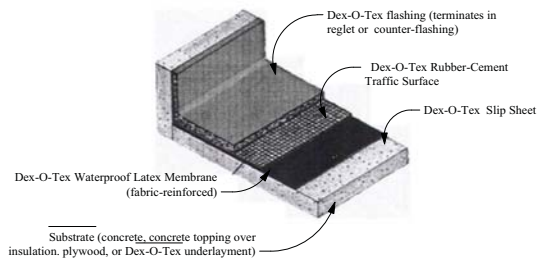 Dex-O-Tex flashing (terminates in
reglet or counter-flashing)
Dex-O-Tex Rubber-Cement
Traffic Surface
Dex-O-Tex Slip Sheet
Dex-O-Tex Waterproof Latex Membrane
(fabric-reinforced)
Substrate (concrete, concrete topping over
insulation. plywood, or Dex-O-Tex underlayment)